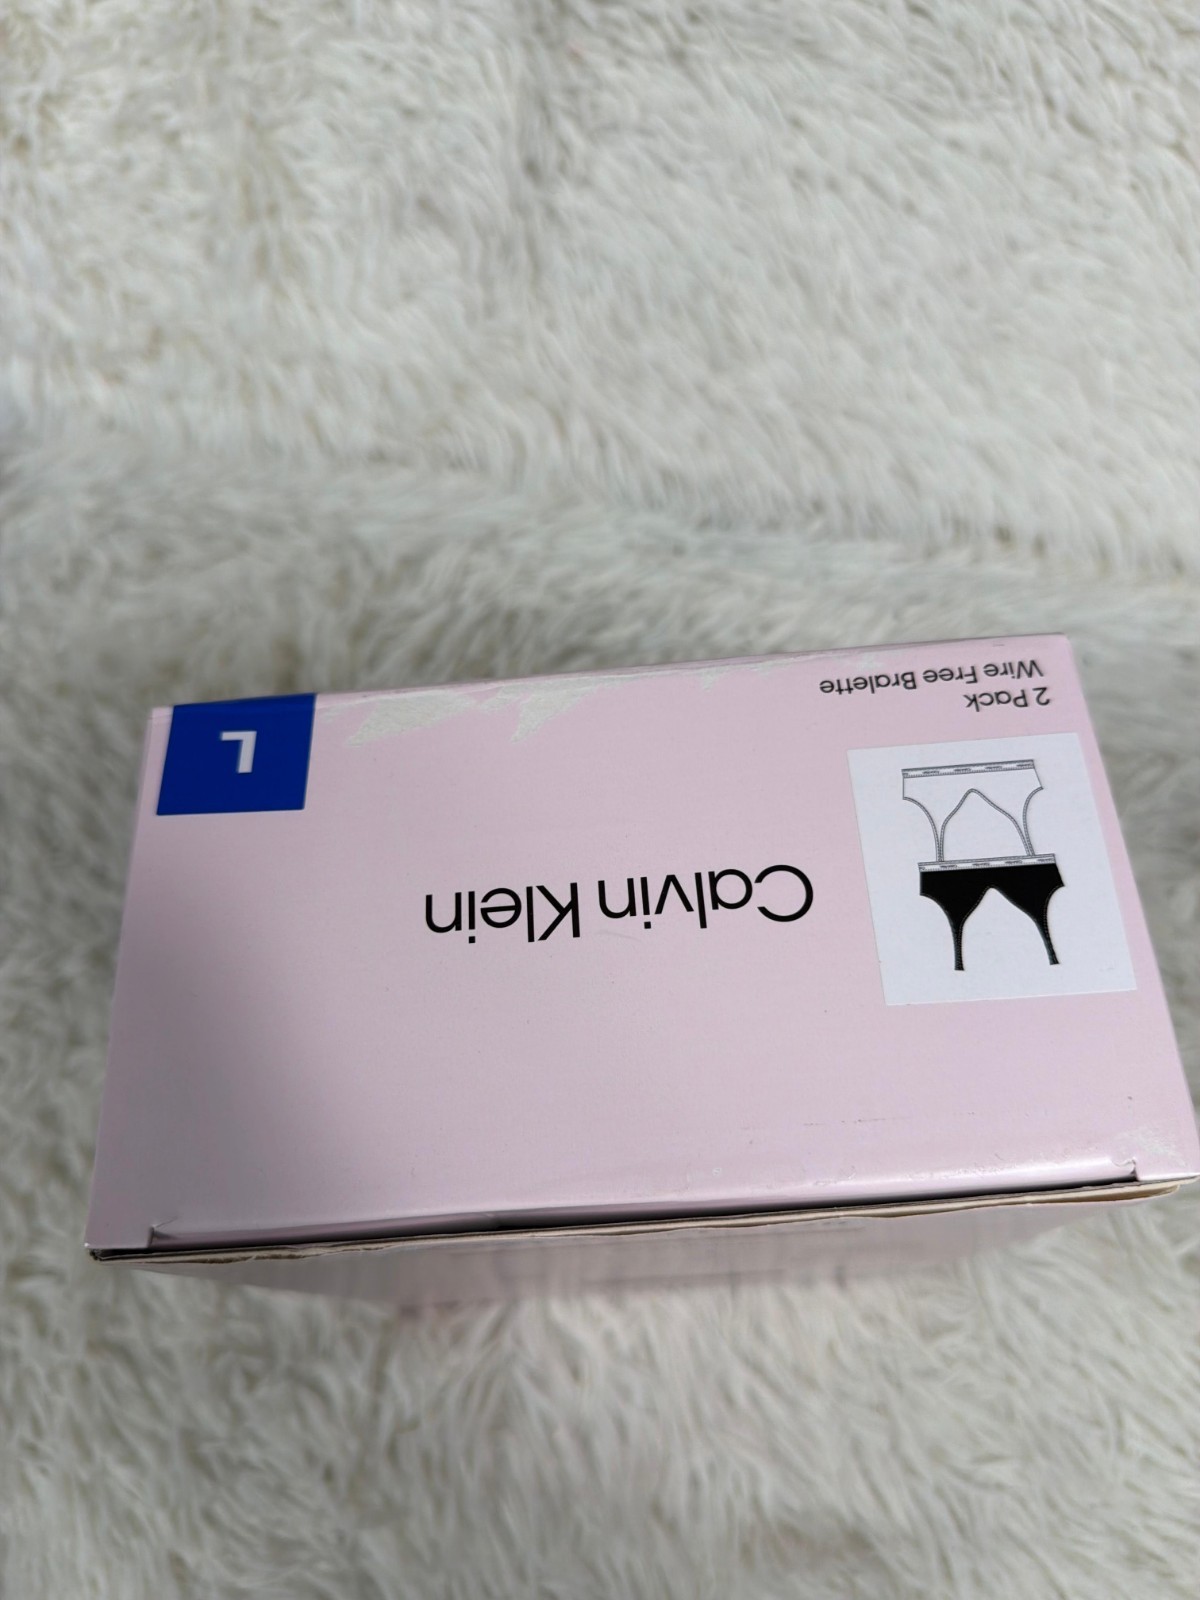 2 Pack
Wire Free Bralette
Calvin Klein
L